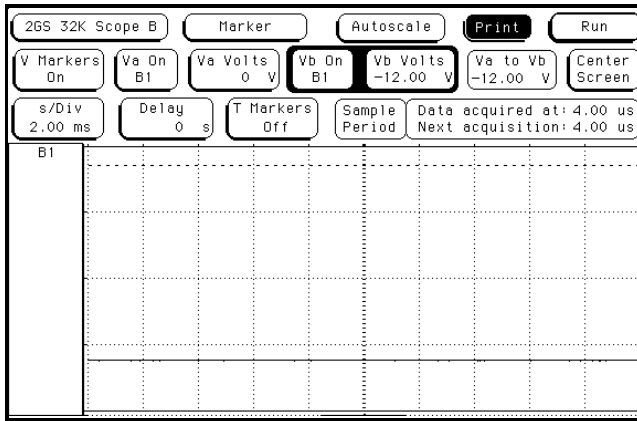 2GS 32K Scope B Marker Autoscale Print Run
V Markers Va On Va Volts Vb On Vb Volts Va to Vb Center
On B1 0 V B1 -12.00 V -12.00 V Screen
s/Div Delay T Markers Sample Data acquired at: 4.00 us
2.00 ms 0 s Off Period Next acquisition: 4.00 us
B1